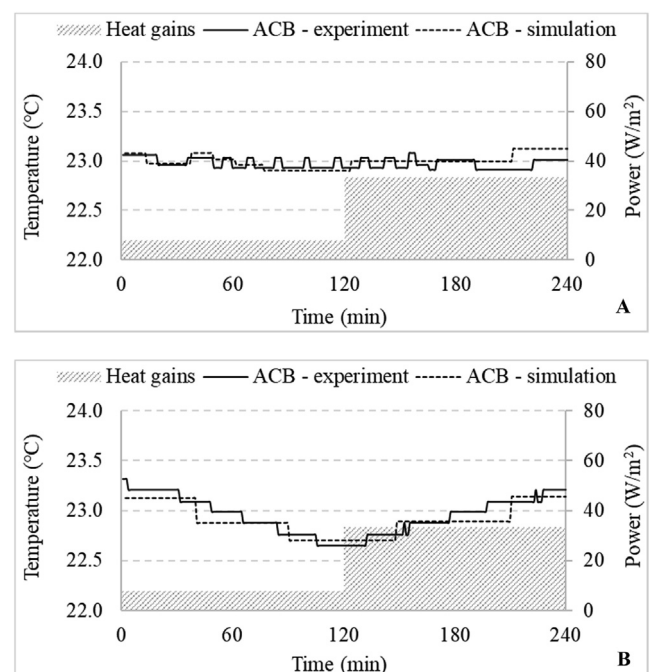 Heat gains ACB - experiment ACB - simulation
24.0 80
23.5 60
23.0 40
22.5 20
22.0 0
Temperature (°C)
Power (W/m²)
0 60 120 180 240
Time (min)
A
Heat gains ACB - experiment ACB - simulation
24.0 80
23.5 60
23.0 40
22.5 20
22.0 0
Temperature (°C)
Power (W/m²)
0 60 120 180 240
Time (min)
B